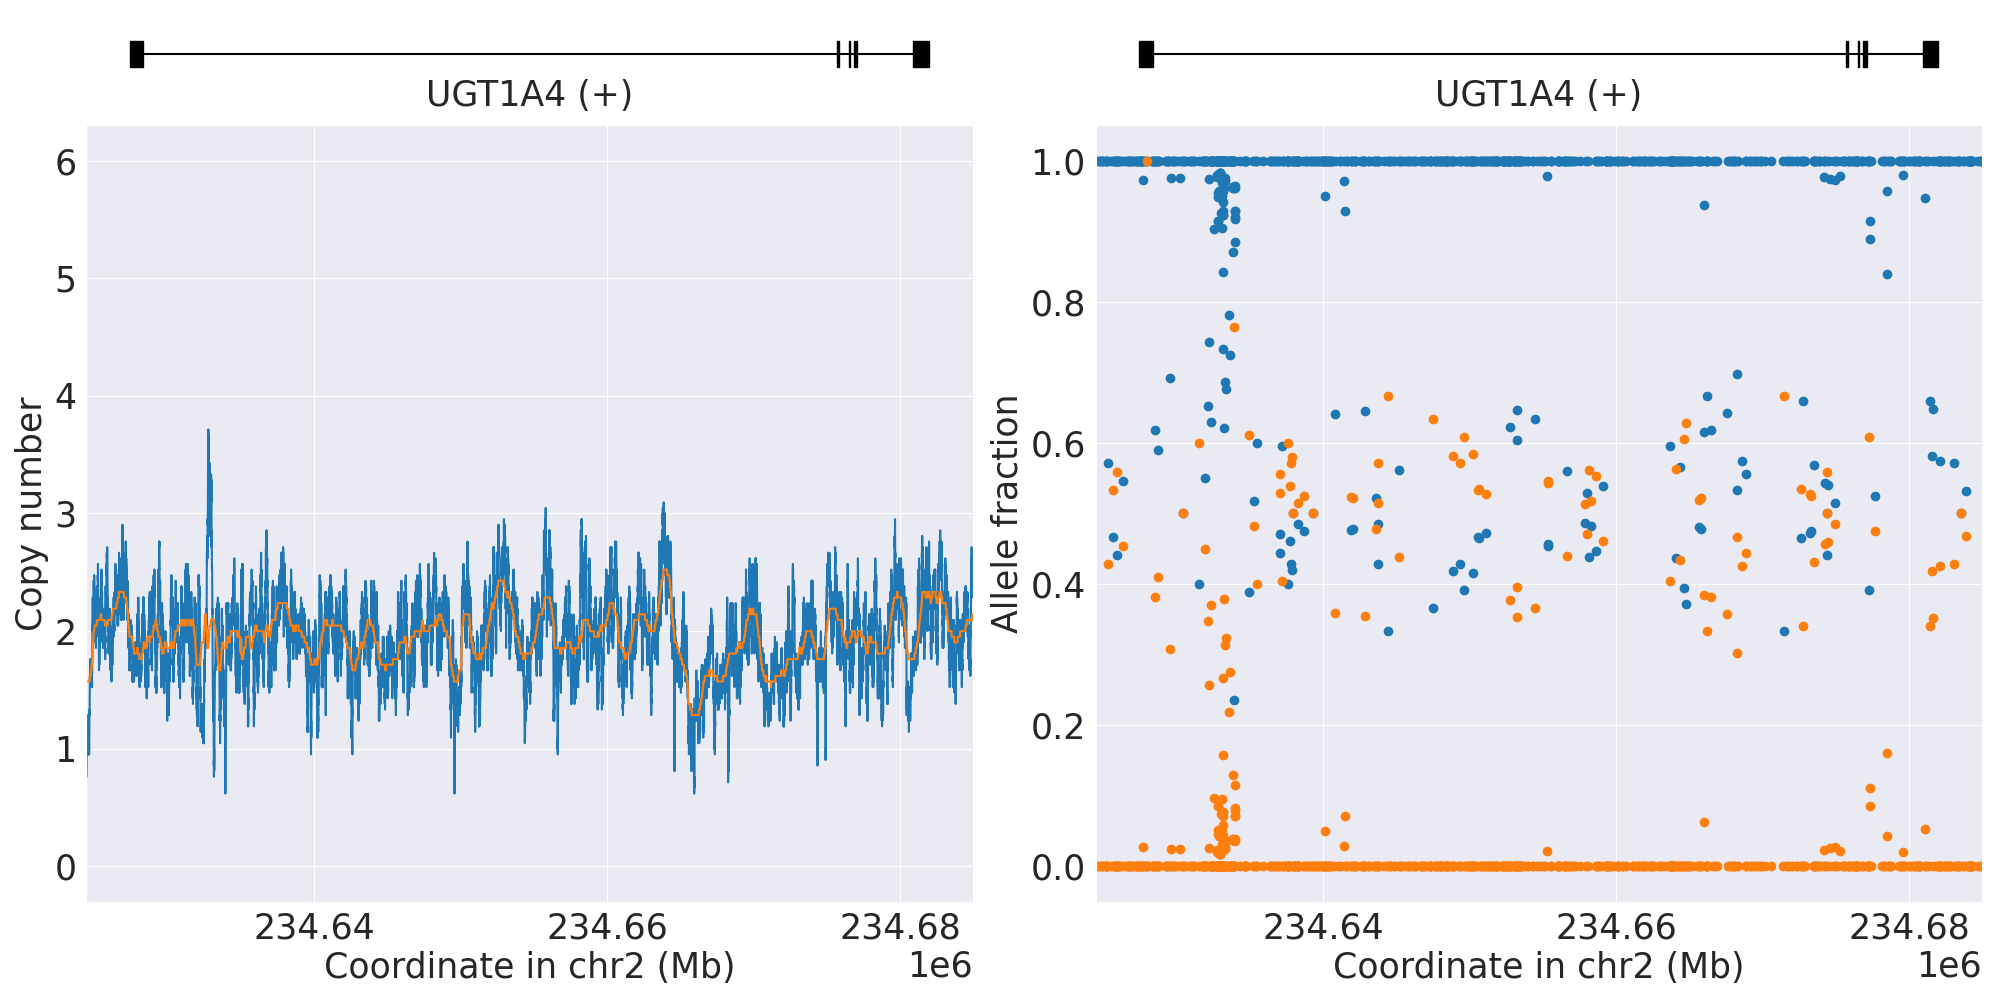 UGT1A4 (+)
6
5
4
3
2
1
0
Copy number
234.64
234.66
234.68
Coordinate in chr2 (Mb)
1e6
UGT1A4 (+)
1.0
0.8
0.6
0.4
0.2
0.0
Allele fraction
234.64
234.66
234.68
Coordinate in chr2 (Mb)
1e6